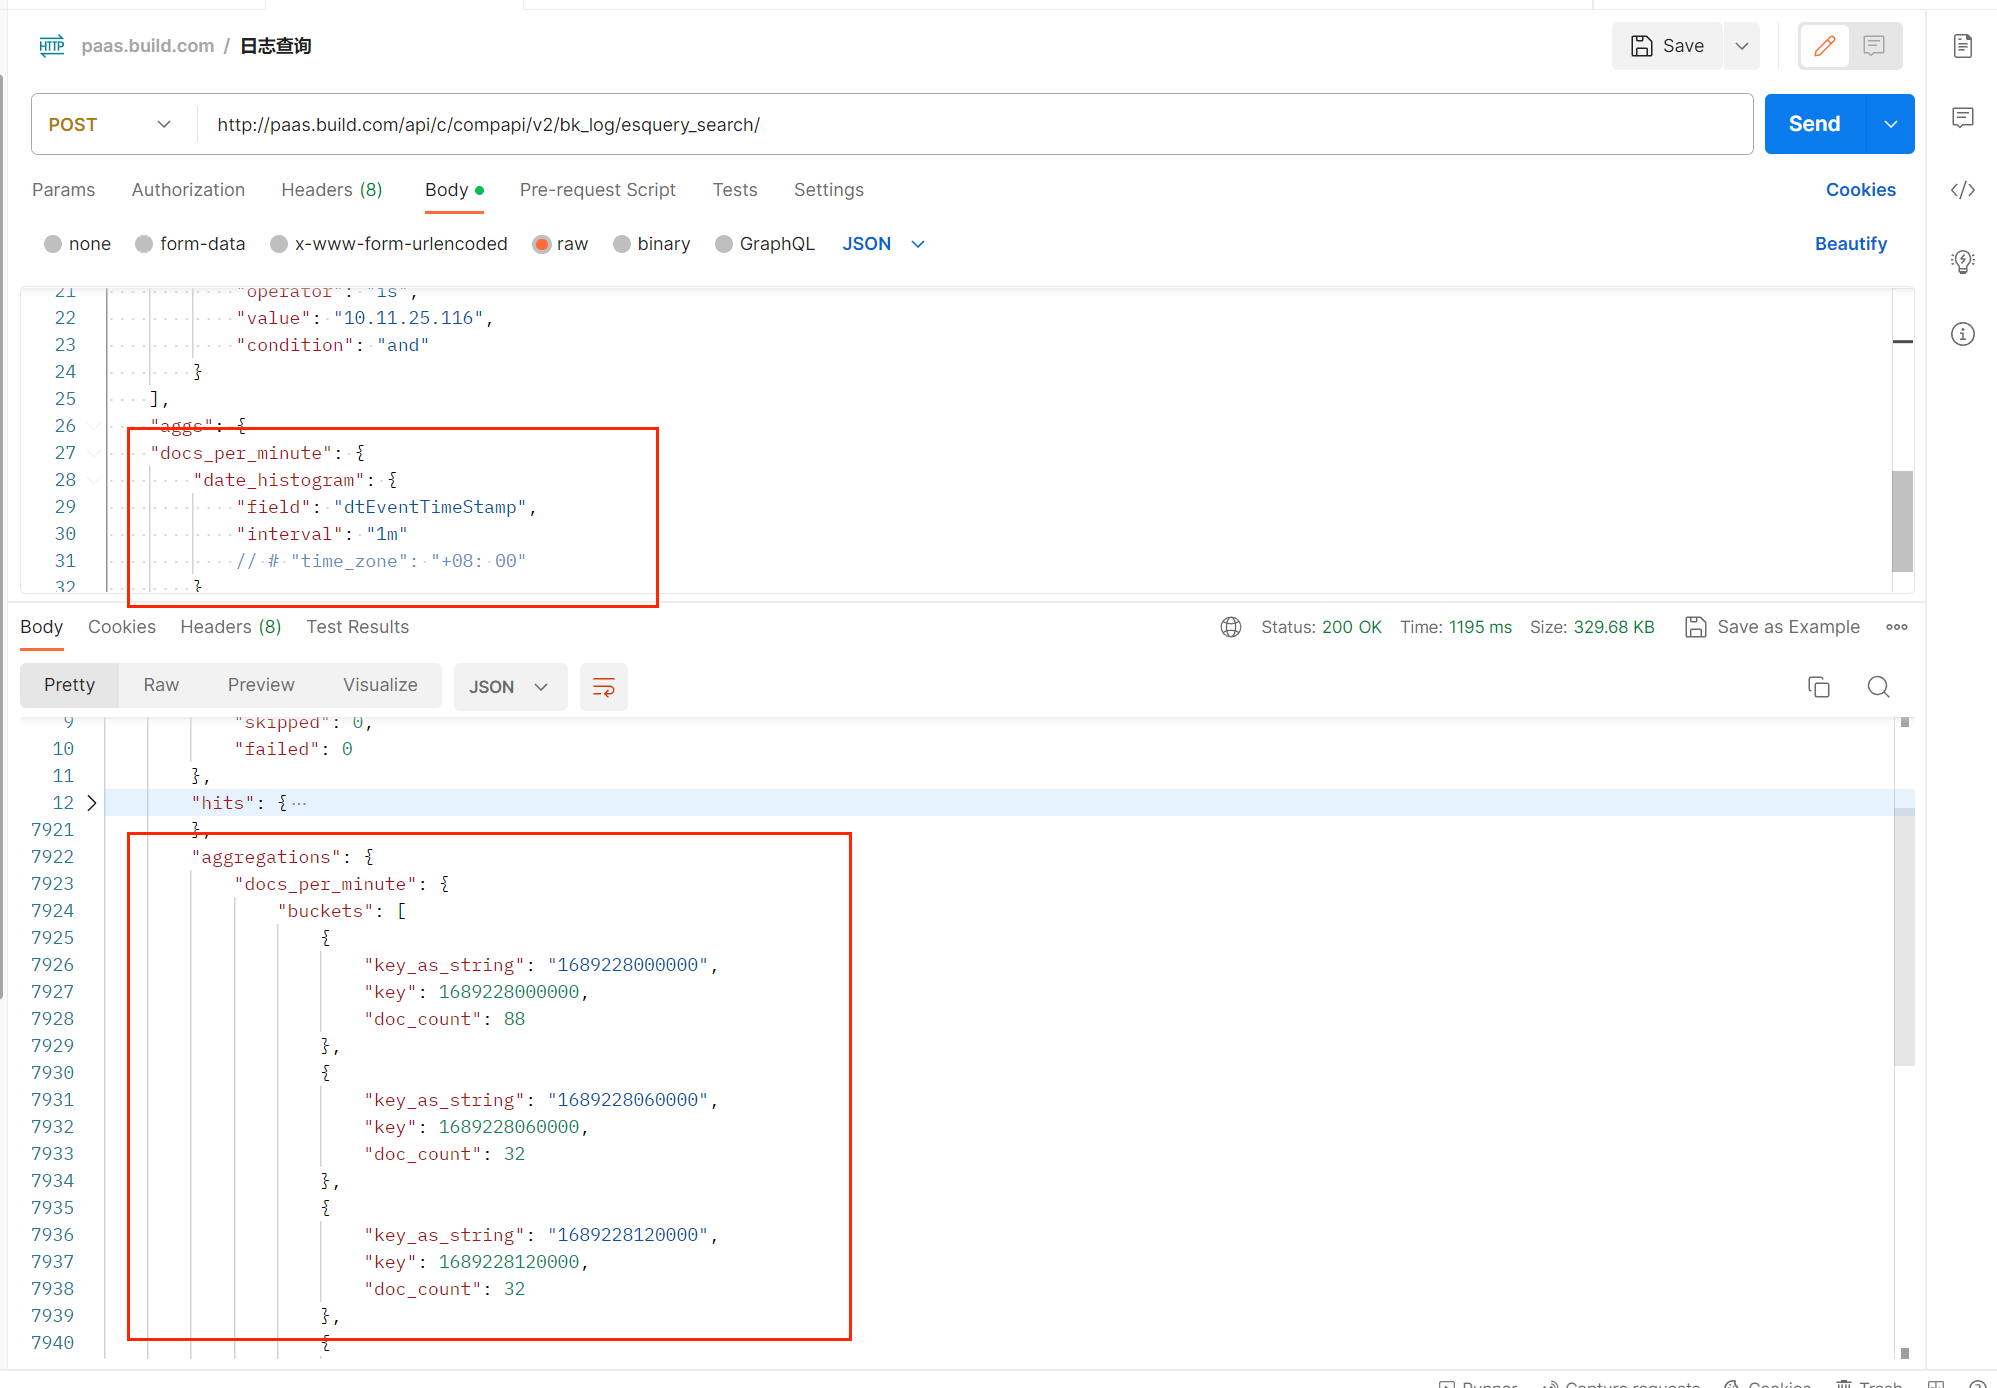 HTTP paas.build.com / 日志查询 Save
POST http://paas.build.com/api/c/compapi/v2/bk_log/esquery_search/ Send
Params Authorization Headers (8) Body Pre-request Script Tests Settings Cookies
none form-data x-www-form-urlencoded raw binary GraphQL JSON Beautify
21 "operator": "is",
22 "value": "10.11.25.116",
23 "condition": "and"
24 }
25 ],
26 "aggs": {
27 "docs_per_minute": {
28 "date_histogram": {
29 "field": "dtEventTimeStamp",
30 "interval": "1m"
31 // # "time_zone": "+08: 00"
32 }
Body Cookies Headers (8) Test Results Status: 200 OK Time: 1195 ms Size: 329.68 KB Save as Example
Pretty Raw Preview Visualize JSON
9 "skipped": 0,
10 "failed": 0
11 },
12 "hits": {...
7921 },
7922 "aggregations": {
7923 "docs_per_minute": {
7924 "buckets": [
7925 {
7926 "key_as_string": "1689228000000",
7927 "key": 1689228000000,
7928 "doc_count": 88
7929 },
7930 {
7931 "key_as_string": "1689228060000",
7932 "key": 1689228060000,
7933 "doc_count": 32
7934 },
7935 {
7936 "key_as_string": "1689228120000",
7937 "key": 1689228120000,
7938 "doc_count": 32
7939 },
7940 {
Runner Capture requests Cookies Trash